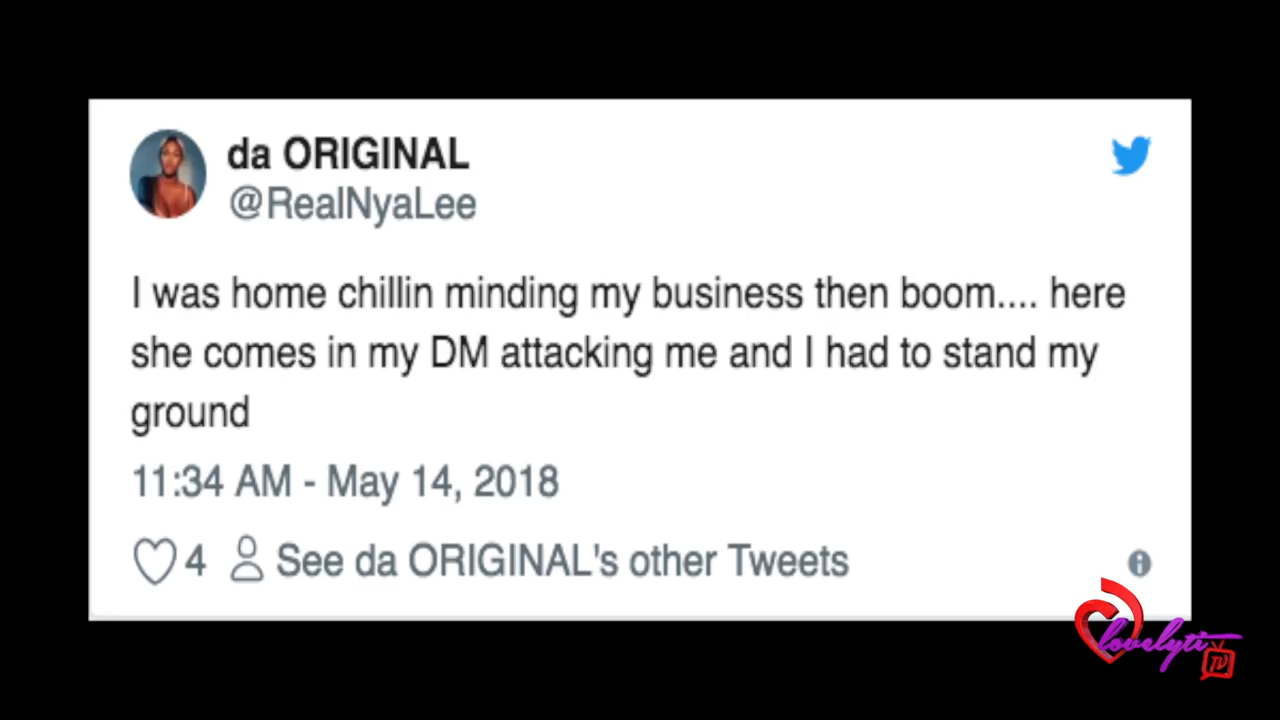 da ORIGINAL
@RealNyaLee
I was home chillin minding my business then boom.... here
she comes in my DM attacking me and I had to stand my
ground
11:34 AM - May 14, 2018
4 See da ORIGINAL's other Tweets
lovelyti
TV